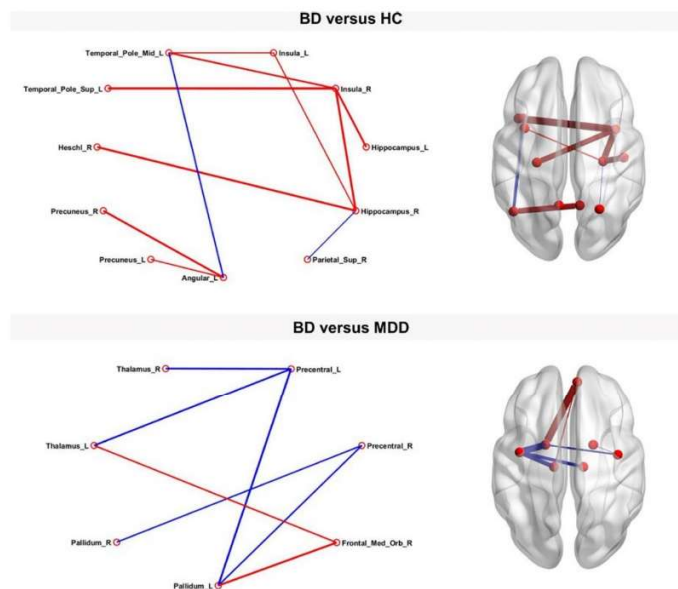 BD versus HC
Temporal_Pole_Mid_L
Insula_L
Temporal_Pole_Sup_L
Insula_R
Heschl_R
Hippocampus_L
Precuneus_R
Hippocampus_R
Precuneus_L
Parietal_Sup_R
Angular_L
BD versus MDD
Thalamus_R
Precentral_L
Thalamus_L
Precentral_R
Pallidum_R
Frontal_Med_Orb_R
Pallidum_L